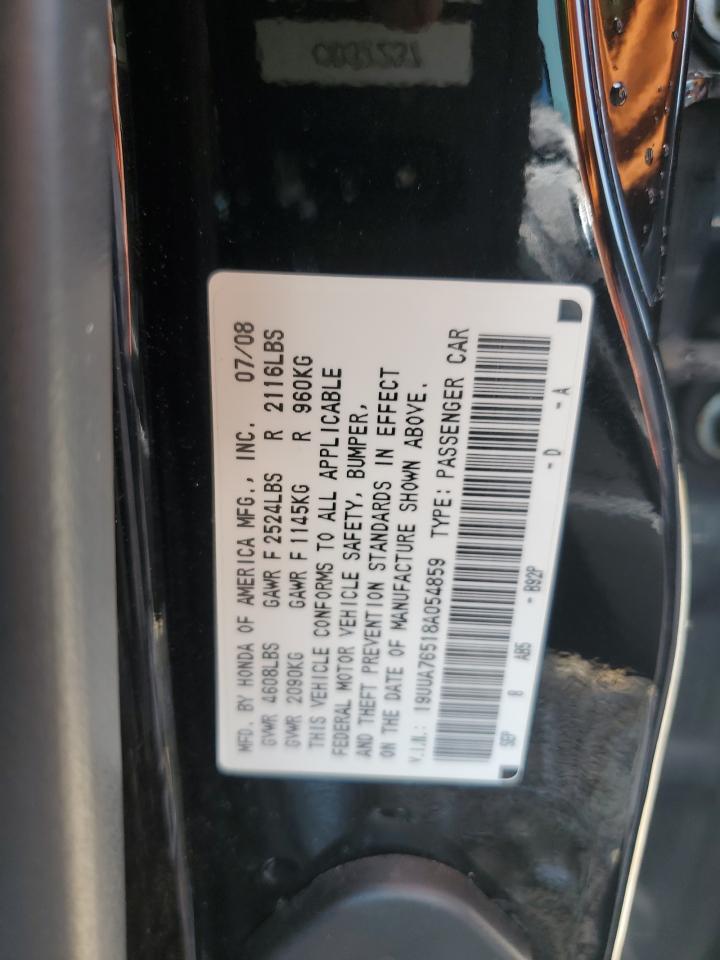 MFD. BY HONDA OF AMERICA MFG., INC. 07/08
GVWR 4608LBS GAWR F 2524LBS R 2116LBS
GVWR 2090KG GAWR F 1145KG R 960KG
THIS VEHICLE CONFORMS TO ALL APPLICABLE
FEDERAL MOTOR VEHICLE SAFETY, BUMPER,
AND THEFT PREVENTION STANDARDS IN EFFECT
ON THE DATE OF MANUFACTURE SHOWN ABOVE.
V.I.N.: 19UUA76518A054859 TYPE: PASSENGER CAR
SEP 8 AB5 - B92P - D - A